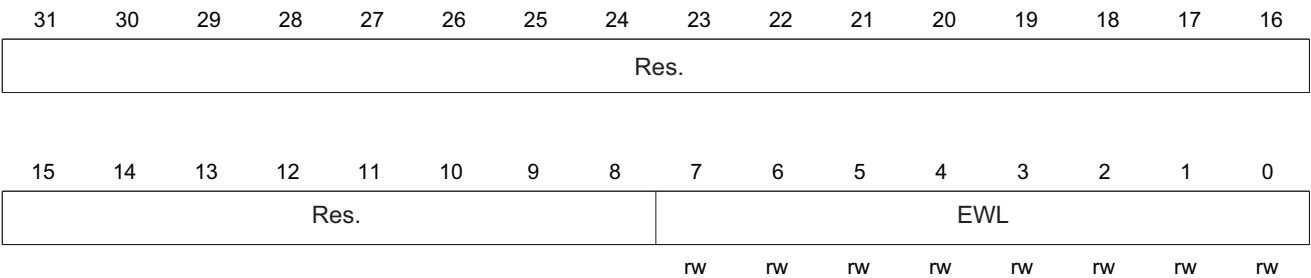 31 30 29 28 27 26 25 24 23 22 21 20 19 18 17 16
Res.
15 14 13 12 11 10 9 8 7 6 5 4 3 2 1 0
Res. EWL
rw rw rw rw rw rw rw rw